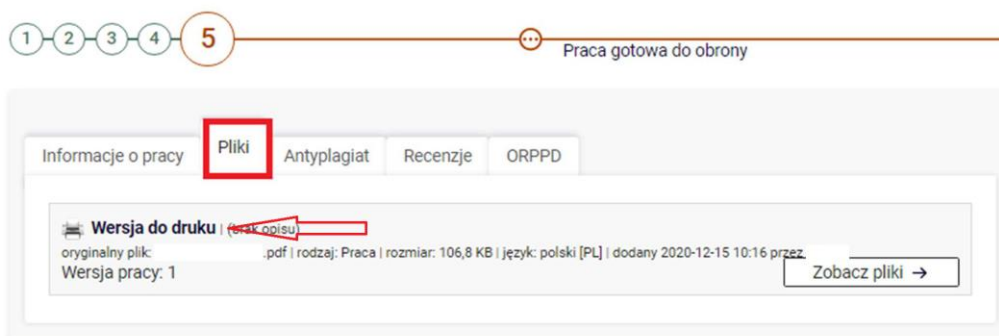 1 2 3 4 5
Praca gotowa do obrony
Informacje o pracy Pliki Antyplagiat Recenzje ORPPD
Wersja do druku | (brak opisu)
oryginalny plik: .pdf | rodzaj: Praca | rozmiar: 106,8 KB | język: polski [PL] | dodany 2020-12-15 10:16 przez
Wersja pracy: 1
Zobacz pliki →